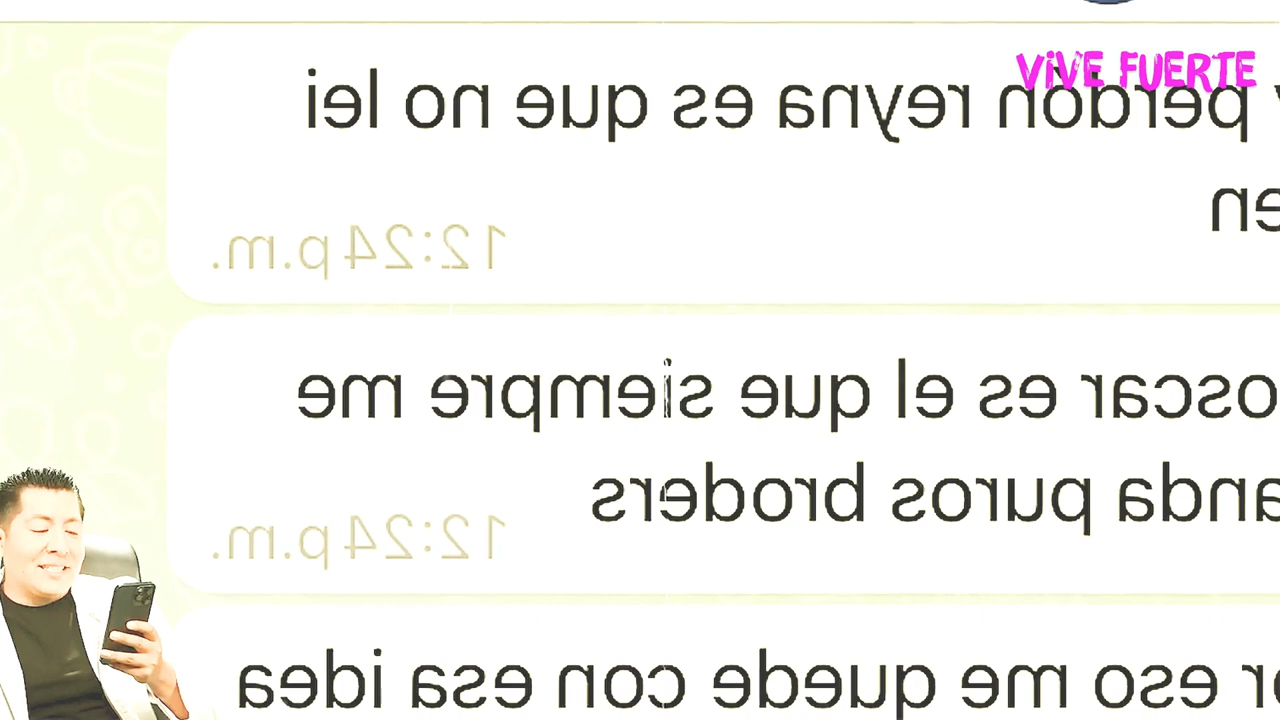 VIVE FUERTE
y perdón reyna es que no lei
en
12:24 p.m.
oscar es el que siempre me
anda puros broders
12:24 p.m.
r eso me quede con esa idea